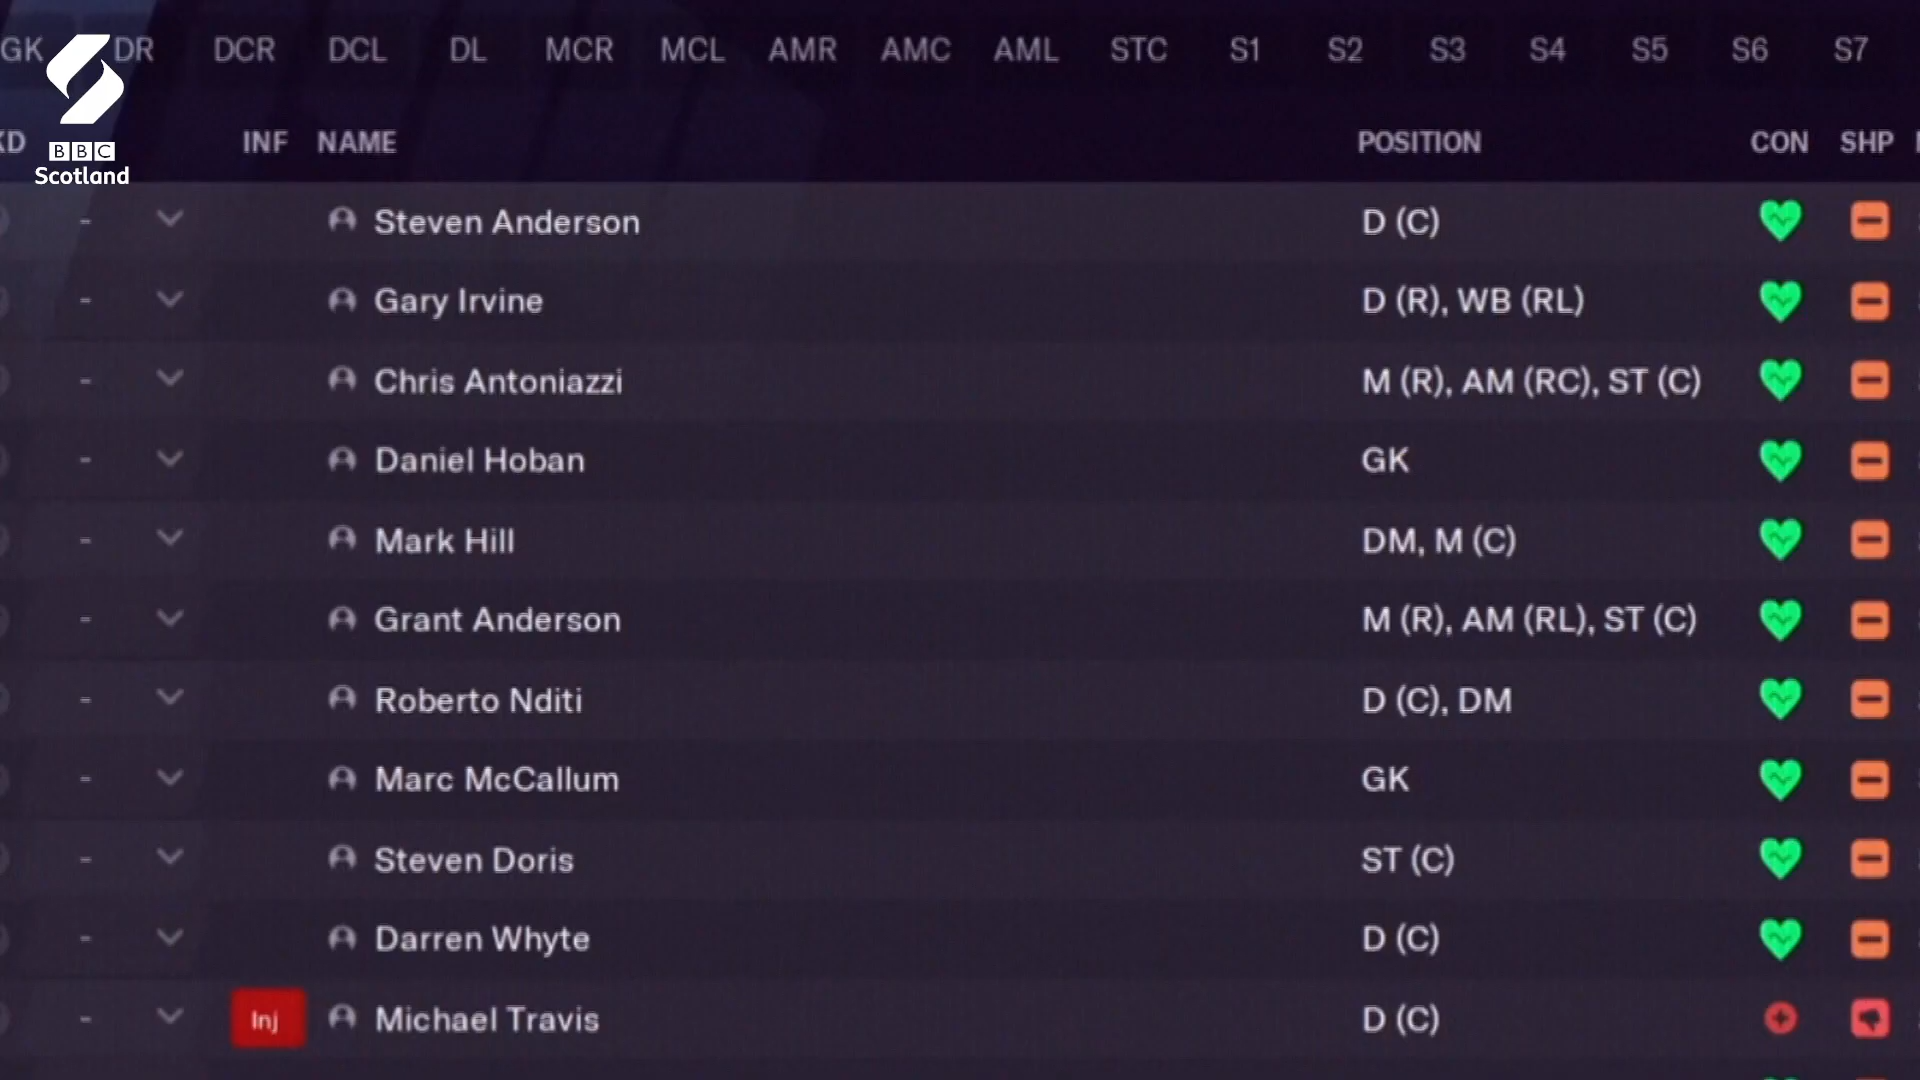 GK DR DCR DCL DL MCR MCL AMR AMC AML STC S1 S2 S3 S4 S5 S6 S7
BBC
Scotland
INF NAME POSITION CON SHP
- Steven Anderson D (C)
- Gary Irvine D (R), WB (RL)
- Chris Antoniazzi M (R), AM (RC), ST (C)
- Daniel Hoban GK
- Mark Hill DM, M (C)
- Grant Anderson M (R), AM (RL), ST (C)
- Roberto Nditi D (C), DM
- Marc McCallum GK
- Steven Doris ST (C)
- Darren Whyte D (C)
- Inj Michael Travis D (C)